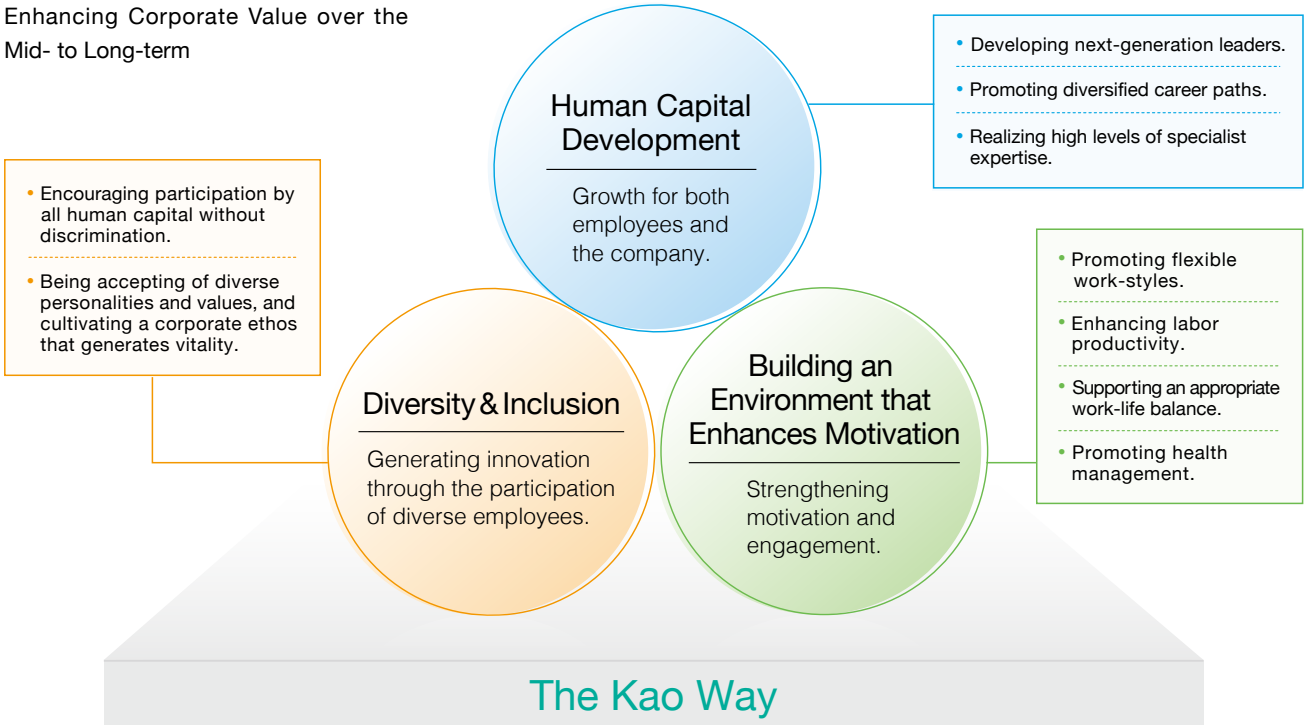 Enhancing Corporate Value over the
Mid- to Long-term
Human Capital
Development
Growth for both
employees and
the company.
• Developing next-generation leaders.
• Promoting diversified career paths.
• Realizing high levels of specialist
expertise.
• Encouraging participation by
all human capital without
discrimination.
• Being accepting of diverse
personalities and values, and
cultivating a corporate ethos
that generates vitality.
Diversity & Inclusion
Generating innovation
through the participation
of diverse employees.
Building an
Environment that
Enhances Motivation
Strengthening
motivation and
engagement.
• Promoting flexible
work-styles.
• Enhancing labor
productivity.
• Supporting an appropriate
work-life balance.
• Promoting health
management.
The Kao Way